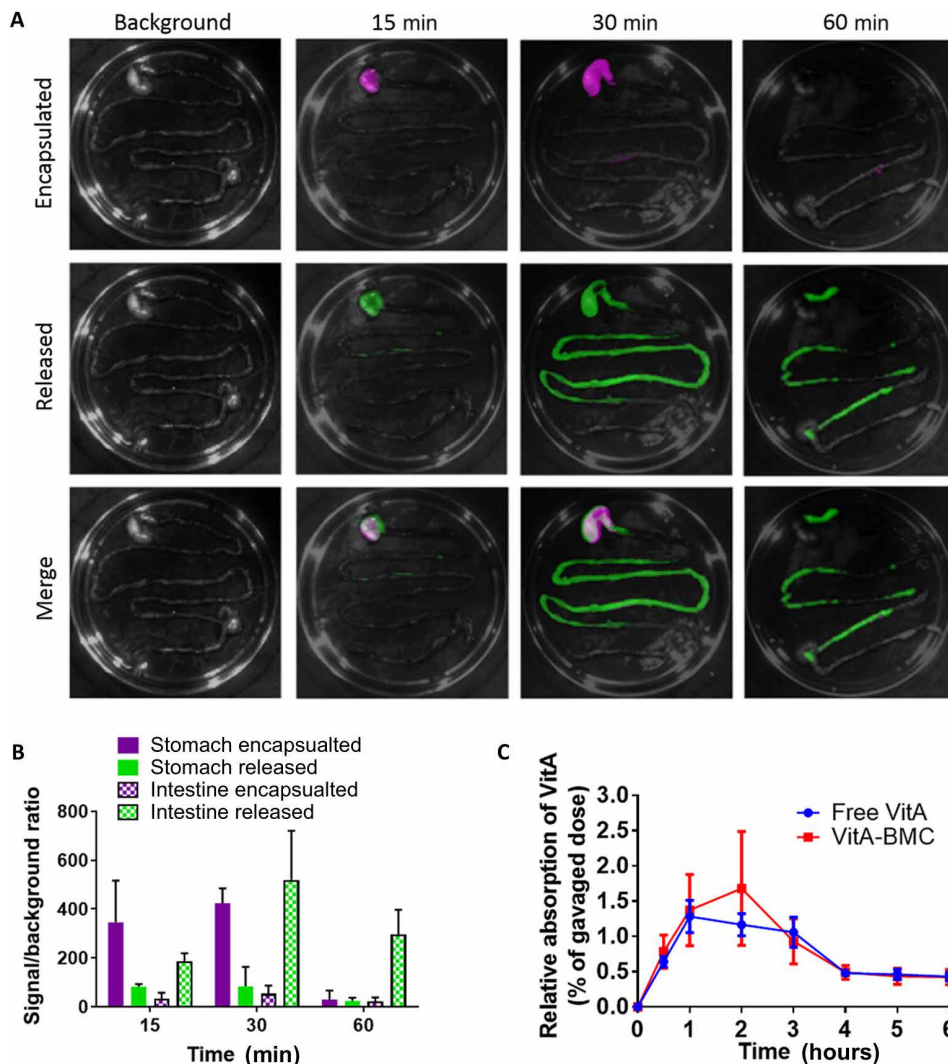 A
Background 15 min 30 min 60 min
Encapsulated
Released
Merge
B
Stomach encapsualted
Stomach released
Intestine encapsualted
Intestine released
Signal/background ratio
800
600
400
200
0
15 30 60
Time (min)
C
Free VitA
VitA-BMC
Relative absorption of VitA
(% of gavaged dose)
3.0
2.5
2.0
1.5
1.0
0.5
0.0
0 1 2 3 4 5 6
Time (hours)